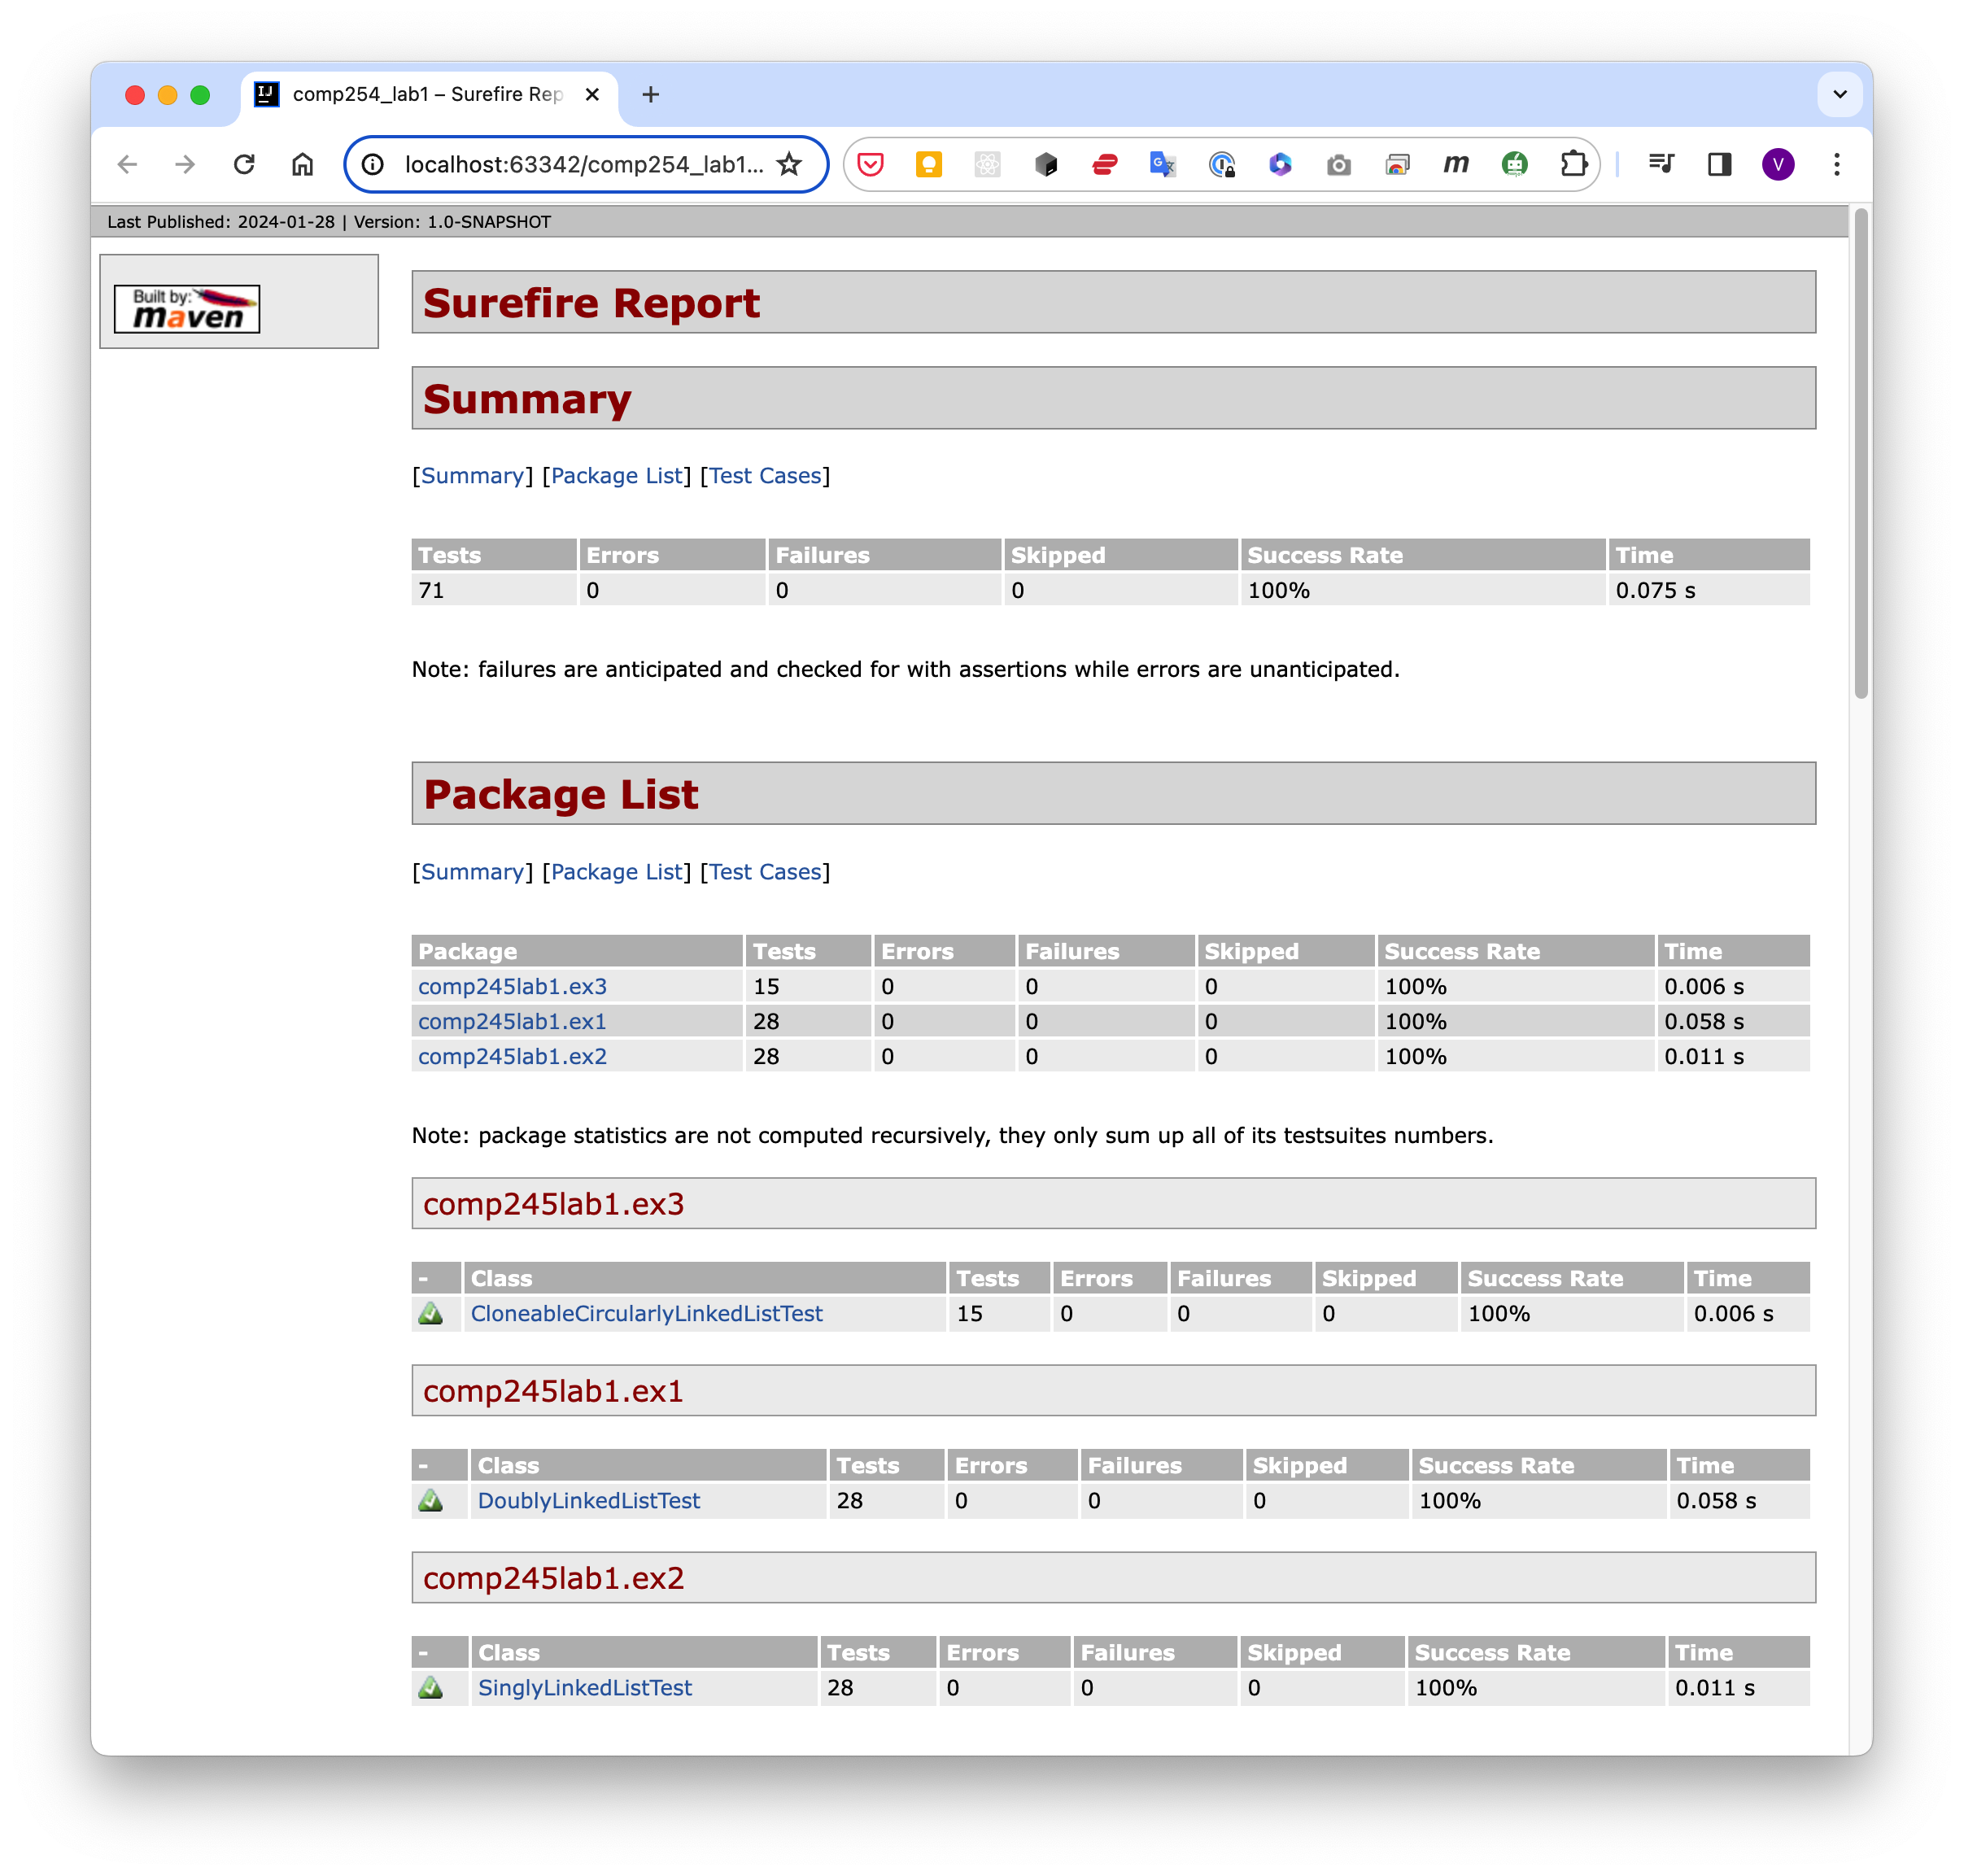 comp254_lab1 – Surefire Rep
localhost:63342/comp254_lab1...
m
V
Last Published: 2024-01-28 | Version: 1.0-SNAPSHOT
Built by:
maven
Surefire Report
Summary
[Summary] [Package List] [Test Cases]
Tests Errors Failures Skipped Success Rate Time
71 0 0 0 100% 0.075 s
Note: failures are anticipated and checked for with assertions while errors are unanticipated.
Package List
[Summary] [Package List] [Test Cases]
Package Tests Errors Failures Skipped Success Rate Time
comp245lab1.ex3 15 0 0 0 100% 0.006 s
comp245lab1.ex1 28 0 0 0 100% 0.058 s
comp245lab1.ex2 28 0 0 0 100% 0.011 s
Note: package statistics are not computed recursively, they only sum up all of its testsuites numbers.
comp245lab1.ex3
- Class Tests Errors Failures Skipped Success Rate Time
CloneableCircularlyLinkedListTest 15 0 0 0 100% 0.006 s
comp245lab1.ex1
- Class Tests Errors Failures Skipped Success Rate Time
DoublyLinkedListTest 28 0 0 0 100% 0.058 s
comp245lab1.ex2
- Class Tests Errors Failures Skipped Success Rate Time
SinglyLinkedListTest 28 0 0 0 100% 0.011 s